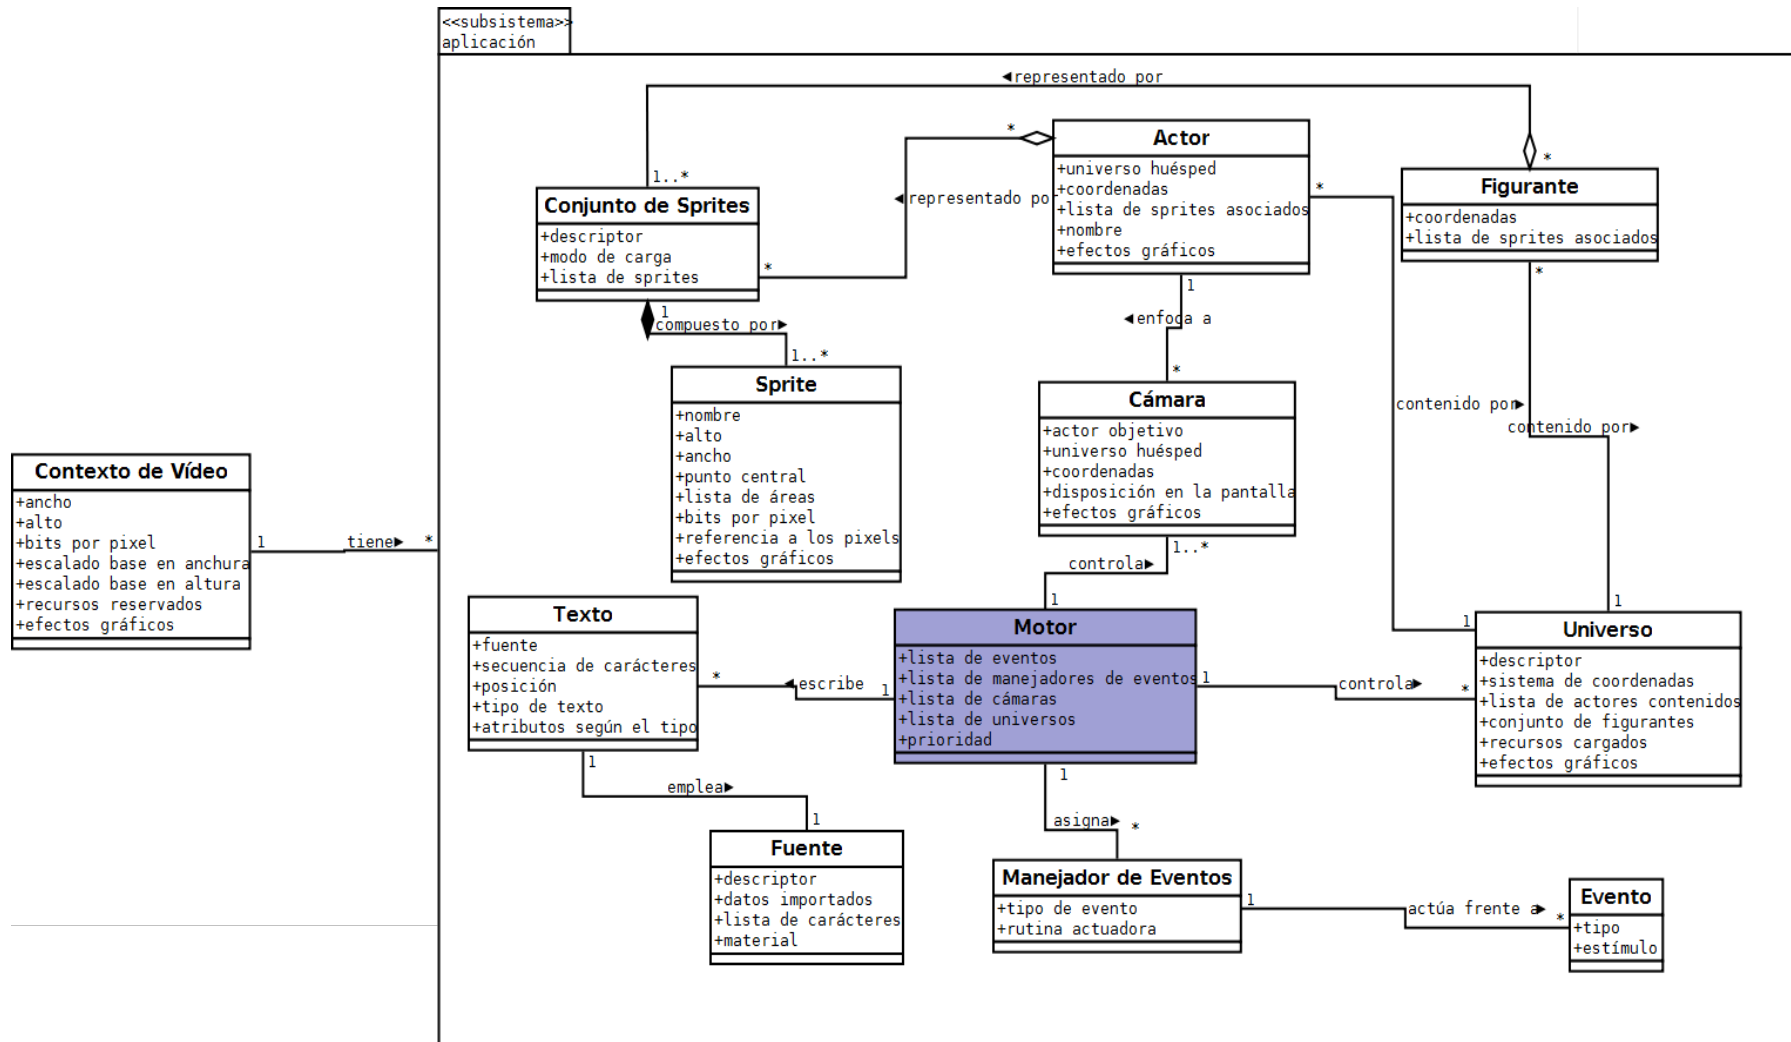 <<subsistema>>
aplicación
◄representado por
Actor
+universo huésped
+coordenadas
+lista de sprites asociados
+nombre
+efectos gráficos
*
*
1
Figurante
+coordenadas
+lista de sprites asociados
*
*
1..*
Conjunto de Sprites
+descriptor
+modo de carga
+lista de sprites
*
1
◄representado por
compuesto por►
1..*
Sprite
+nombre
+alto
+ancho
+punto central
+lista de áreas
+bits por pixel
+referencia a los pixels
+efectos gráficos
◄enfoca a
*
Cámara
+actor objetivo
+universo huésped
+coordenadas
+disposición en la pantalla
+efectos gráficos
1..*
controla►
1
contenido por►
contenido por►
1
1
Contexto de Vídeo
+ancho
+alto
+bits por pixel
+escalado base en anchura
+escalado base en altura
+recursos reservados
+efectos gráficos
1
tiene►
*
Texto
+fuente
+secuencia de carácteres
+posición
+tipo de texto
+atributos según el tipo
*
◄escribe
1
1
Motor
+lista de eventos
+lista de manejadores de eventos
+lista de cámaras
+lista de universos
+prioridad
1
controla►
*
1
Universo
+descriptor
+sistema de coordenadas
+lista de actores contenidos
+conjunto de figurantes
+recursos cargados
+efectos gráficos
emplea►
1
Fuente
+descriptor
+datos importados
+lista de carácteres
+material
asigna►
*
Manejador de Eventos
+tipo de evento
+rutina actuadora
1
actúa frente a►
*
Evento
+tipo
+estímulo